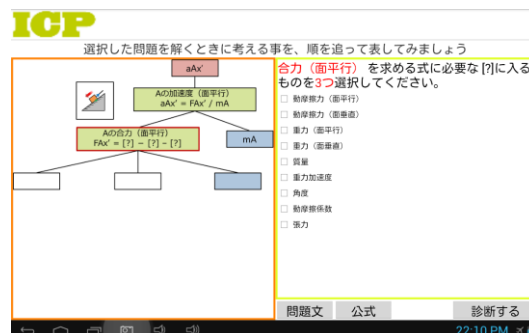 ICP
選択した問題を解くときに考える事を、順を追って表してみましょう
aAx'
Aの加速度（面平行）
aAx' = FAx' / mA
Aの合力（面平行）
FAx' = [?] − [?] − [?]
mA
合力（面平行） を求める式に必要な [?]に入る
ものを3つ選択してください。
動摩擦力（面平行）
動摩擦力（面垂直）
重力（面平行）
重力（面垂直）
質量
重力加速度
角度
動摩擦係数
張力
問題文
公式
診断する
22:10 PM